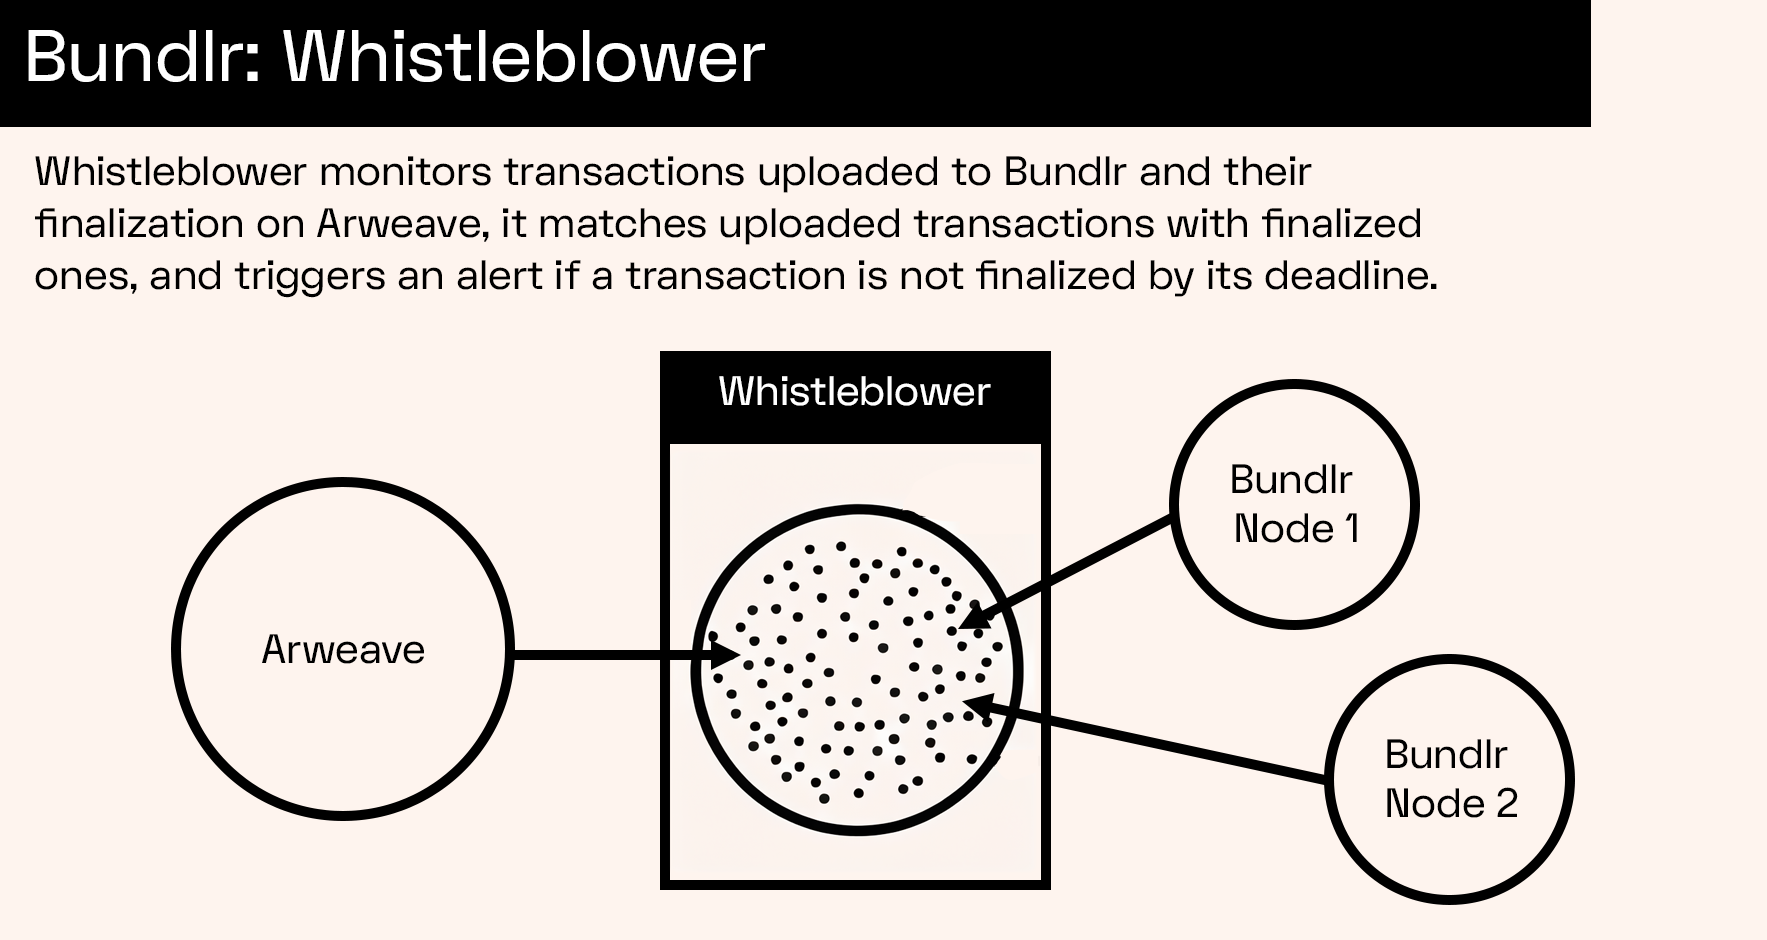 Bundlr: Whistleblower
Whistleblower monitors transactions uploaded to Bundlr and their
finalization on Arweave, it matches uploaded transactions with finalized
ones, and triggers an alert if a transaction is not finalized by its deadline.
Whistleblower
Arweave
Bundlr
Node 1
Bundlr
Node 2